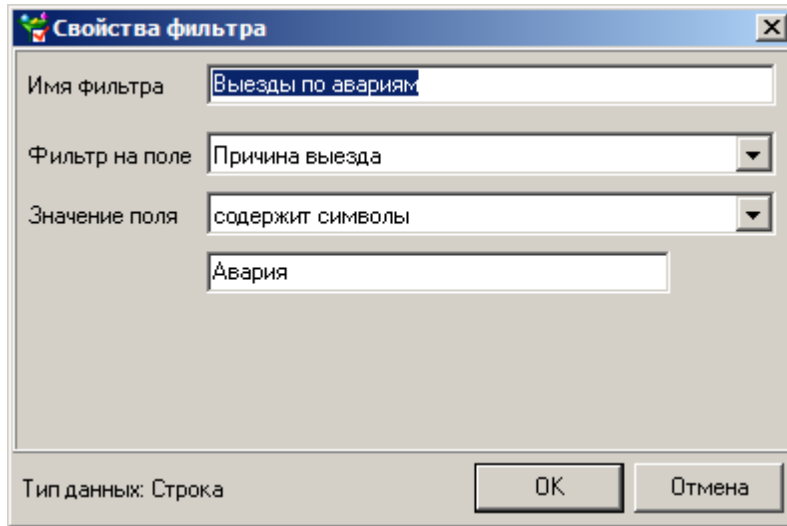 Свойства фильтра
Имя фильтра Выезды по авариям
Фильтр на поле Причина выезда
Значение поля содержит символы
Авария
Тип данных: Строка OK Отмена